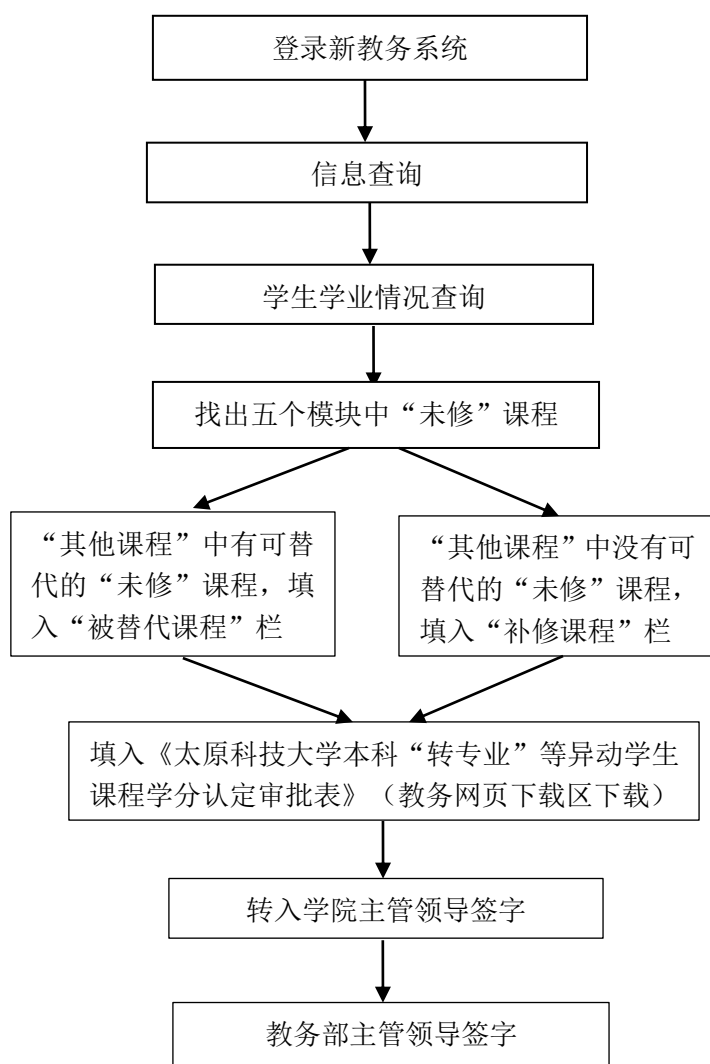 登录新教务系统
信息查询
学生学业情况查询
找出五个模块中“未修”课程
“其他课程”中有可替
代的“未修”课程，填
入“被替代课程”栏
“其他课程”中没有可
替代的“未修”课程，
填入“补修课程”栏
填入《太原科技大学本科“转专业”等异动学生
课程学分认定审批表》（教务网页下载区下载）
转入学院主管领导签字
教务部主管领导签字